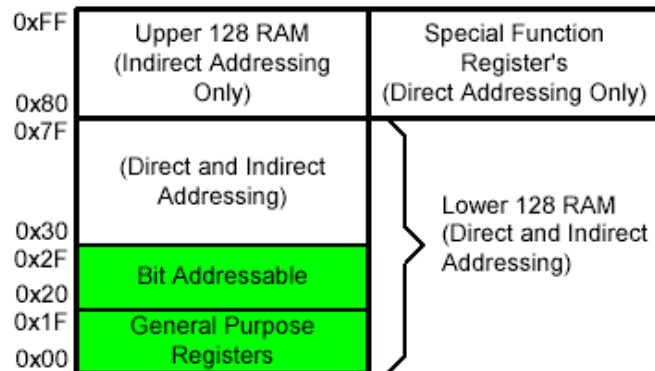 0xFF
Upper 128 RAM
(Indirect Addressing
Only)
Special Function
Register's
(Direct Addressing Only)
0x80
0x7F
(Direct and Indirect
Addressing)
0x30
Lower 128 RAM
(Direct and Indirect
Addressing)
0x2F
Bit Addressable
0x20
0x1F
General Purpose
Registers
0x00